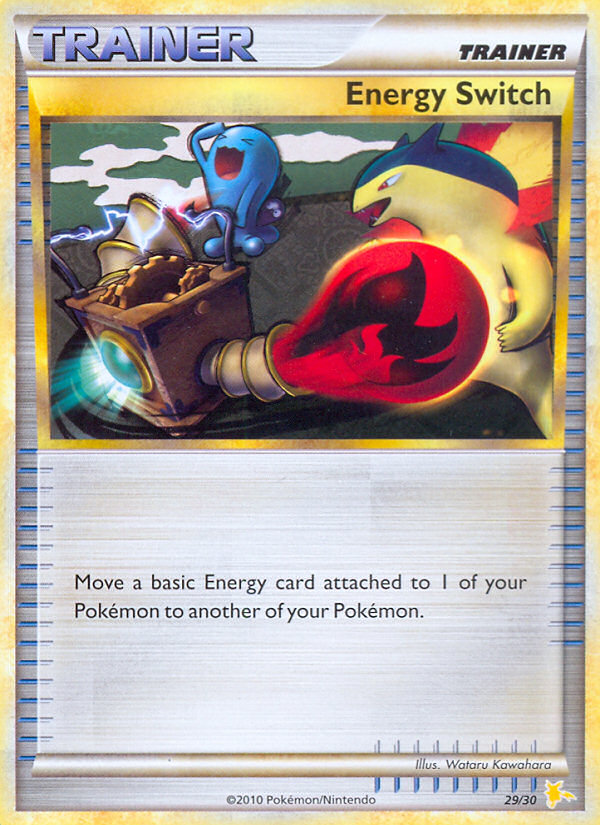 TRAINER
TRAINER
Energy Switch
Move a basic Energy card attached to 1 of your
Pokémon to another of your Pokémon.
Illus. Wataru Kawahara
©2010 Pokémon/Nintendo
29/30